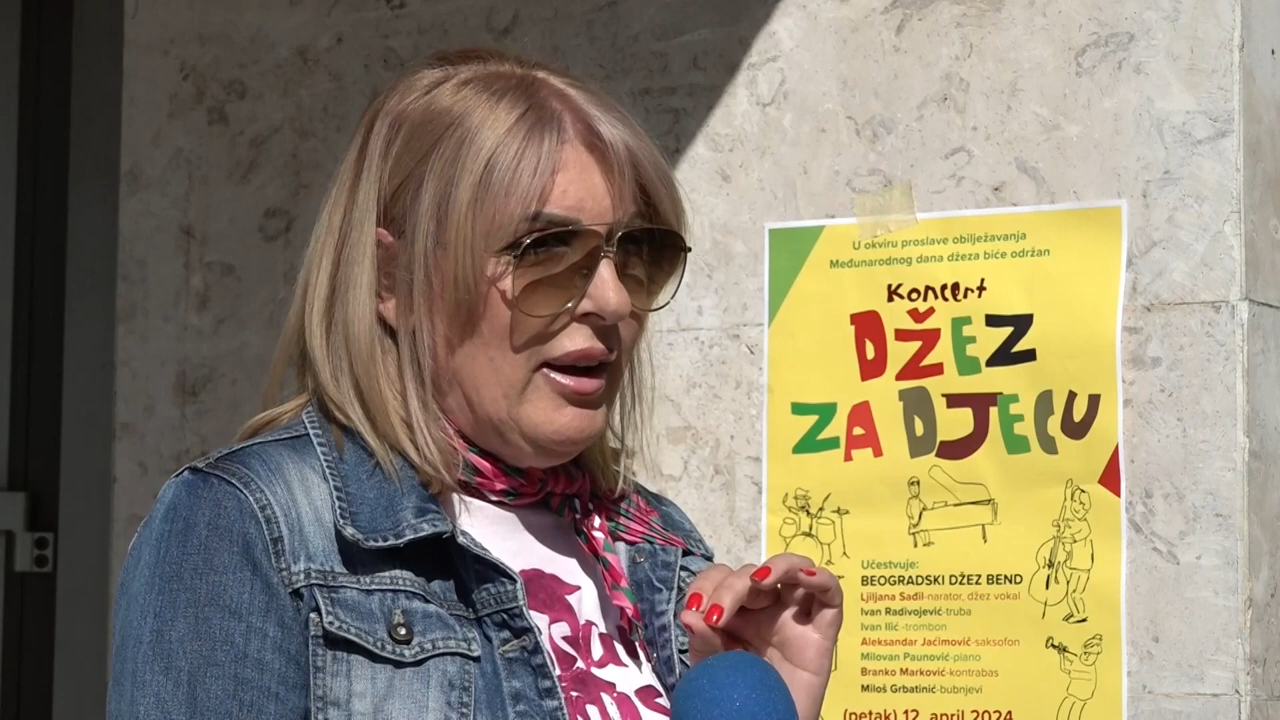 U okviru proslave obilježavanja
Međunarodnog dana džeza biće održan
Koncert
DŽEZ
ZA DJECU
Učestvuje:
BEOGRADSKI DŽEZ BEND
Ljiljana Sađil-narator, džez vokal
Ivan Radivojević-truba
Ivan Ilić -trombon
Aleksandar Jaćimovič-saksofon
Milovan Paunović-piano
Branko Marković-kontrabas
Miloš Grbatinić-bubnjevi
(petak) 12. april 2024